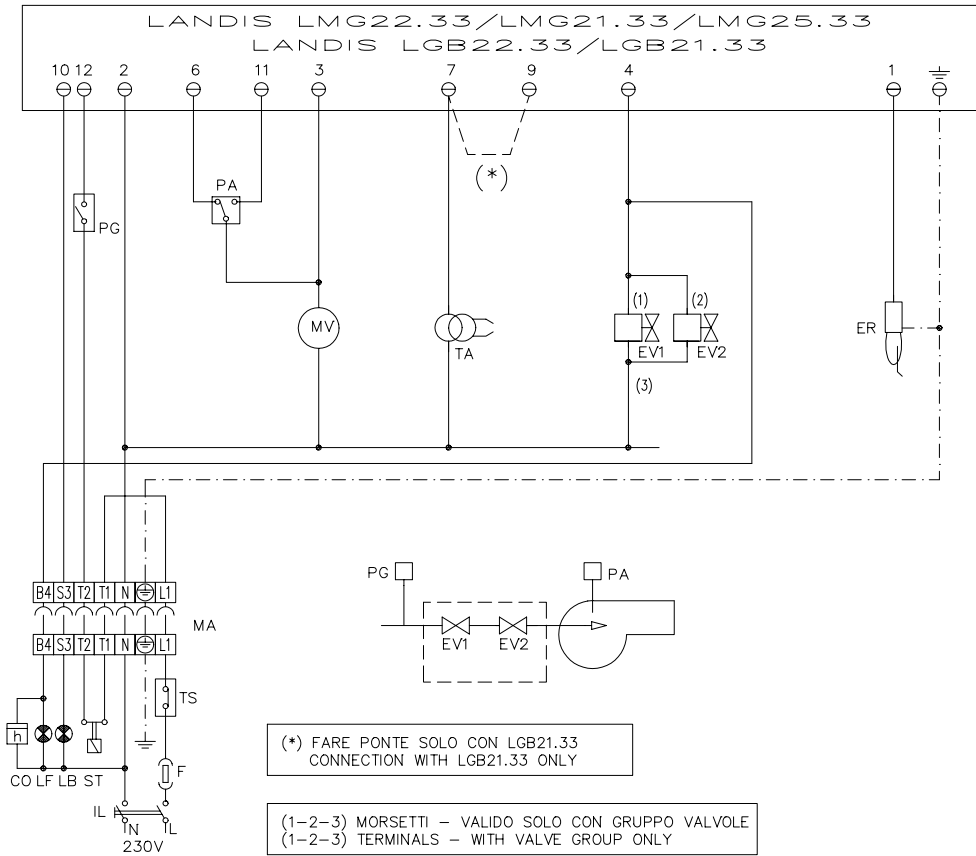 LANDIS LMG22.33/LMG21.33/LMG25.33
LANDIS LGB22.33/LGB21.33
10 12 2 6 11 3 7 9 4 1
PA
(*)
PG
(1) (2)
MV
TA
EV1 EV2
ER
(3)
B4 S3 T2 T1 N L1
MA
B4 S3 T2 T1 N L1
PG PA
EV1 EV2
TS
h
F
CO LF LB ST
IL
N L
230V
(*) FARE PONTE SOLO CON LGB21.33
CONNECTION WITH LGB21.33 ONLY
(1-2-3) MORSETTI - VALIDO SOLO CON GRUPPO VALVOLE
(1-2-3) TERMINALS - WITH VALVE GROUP ONLY